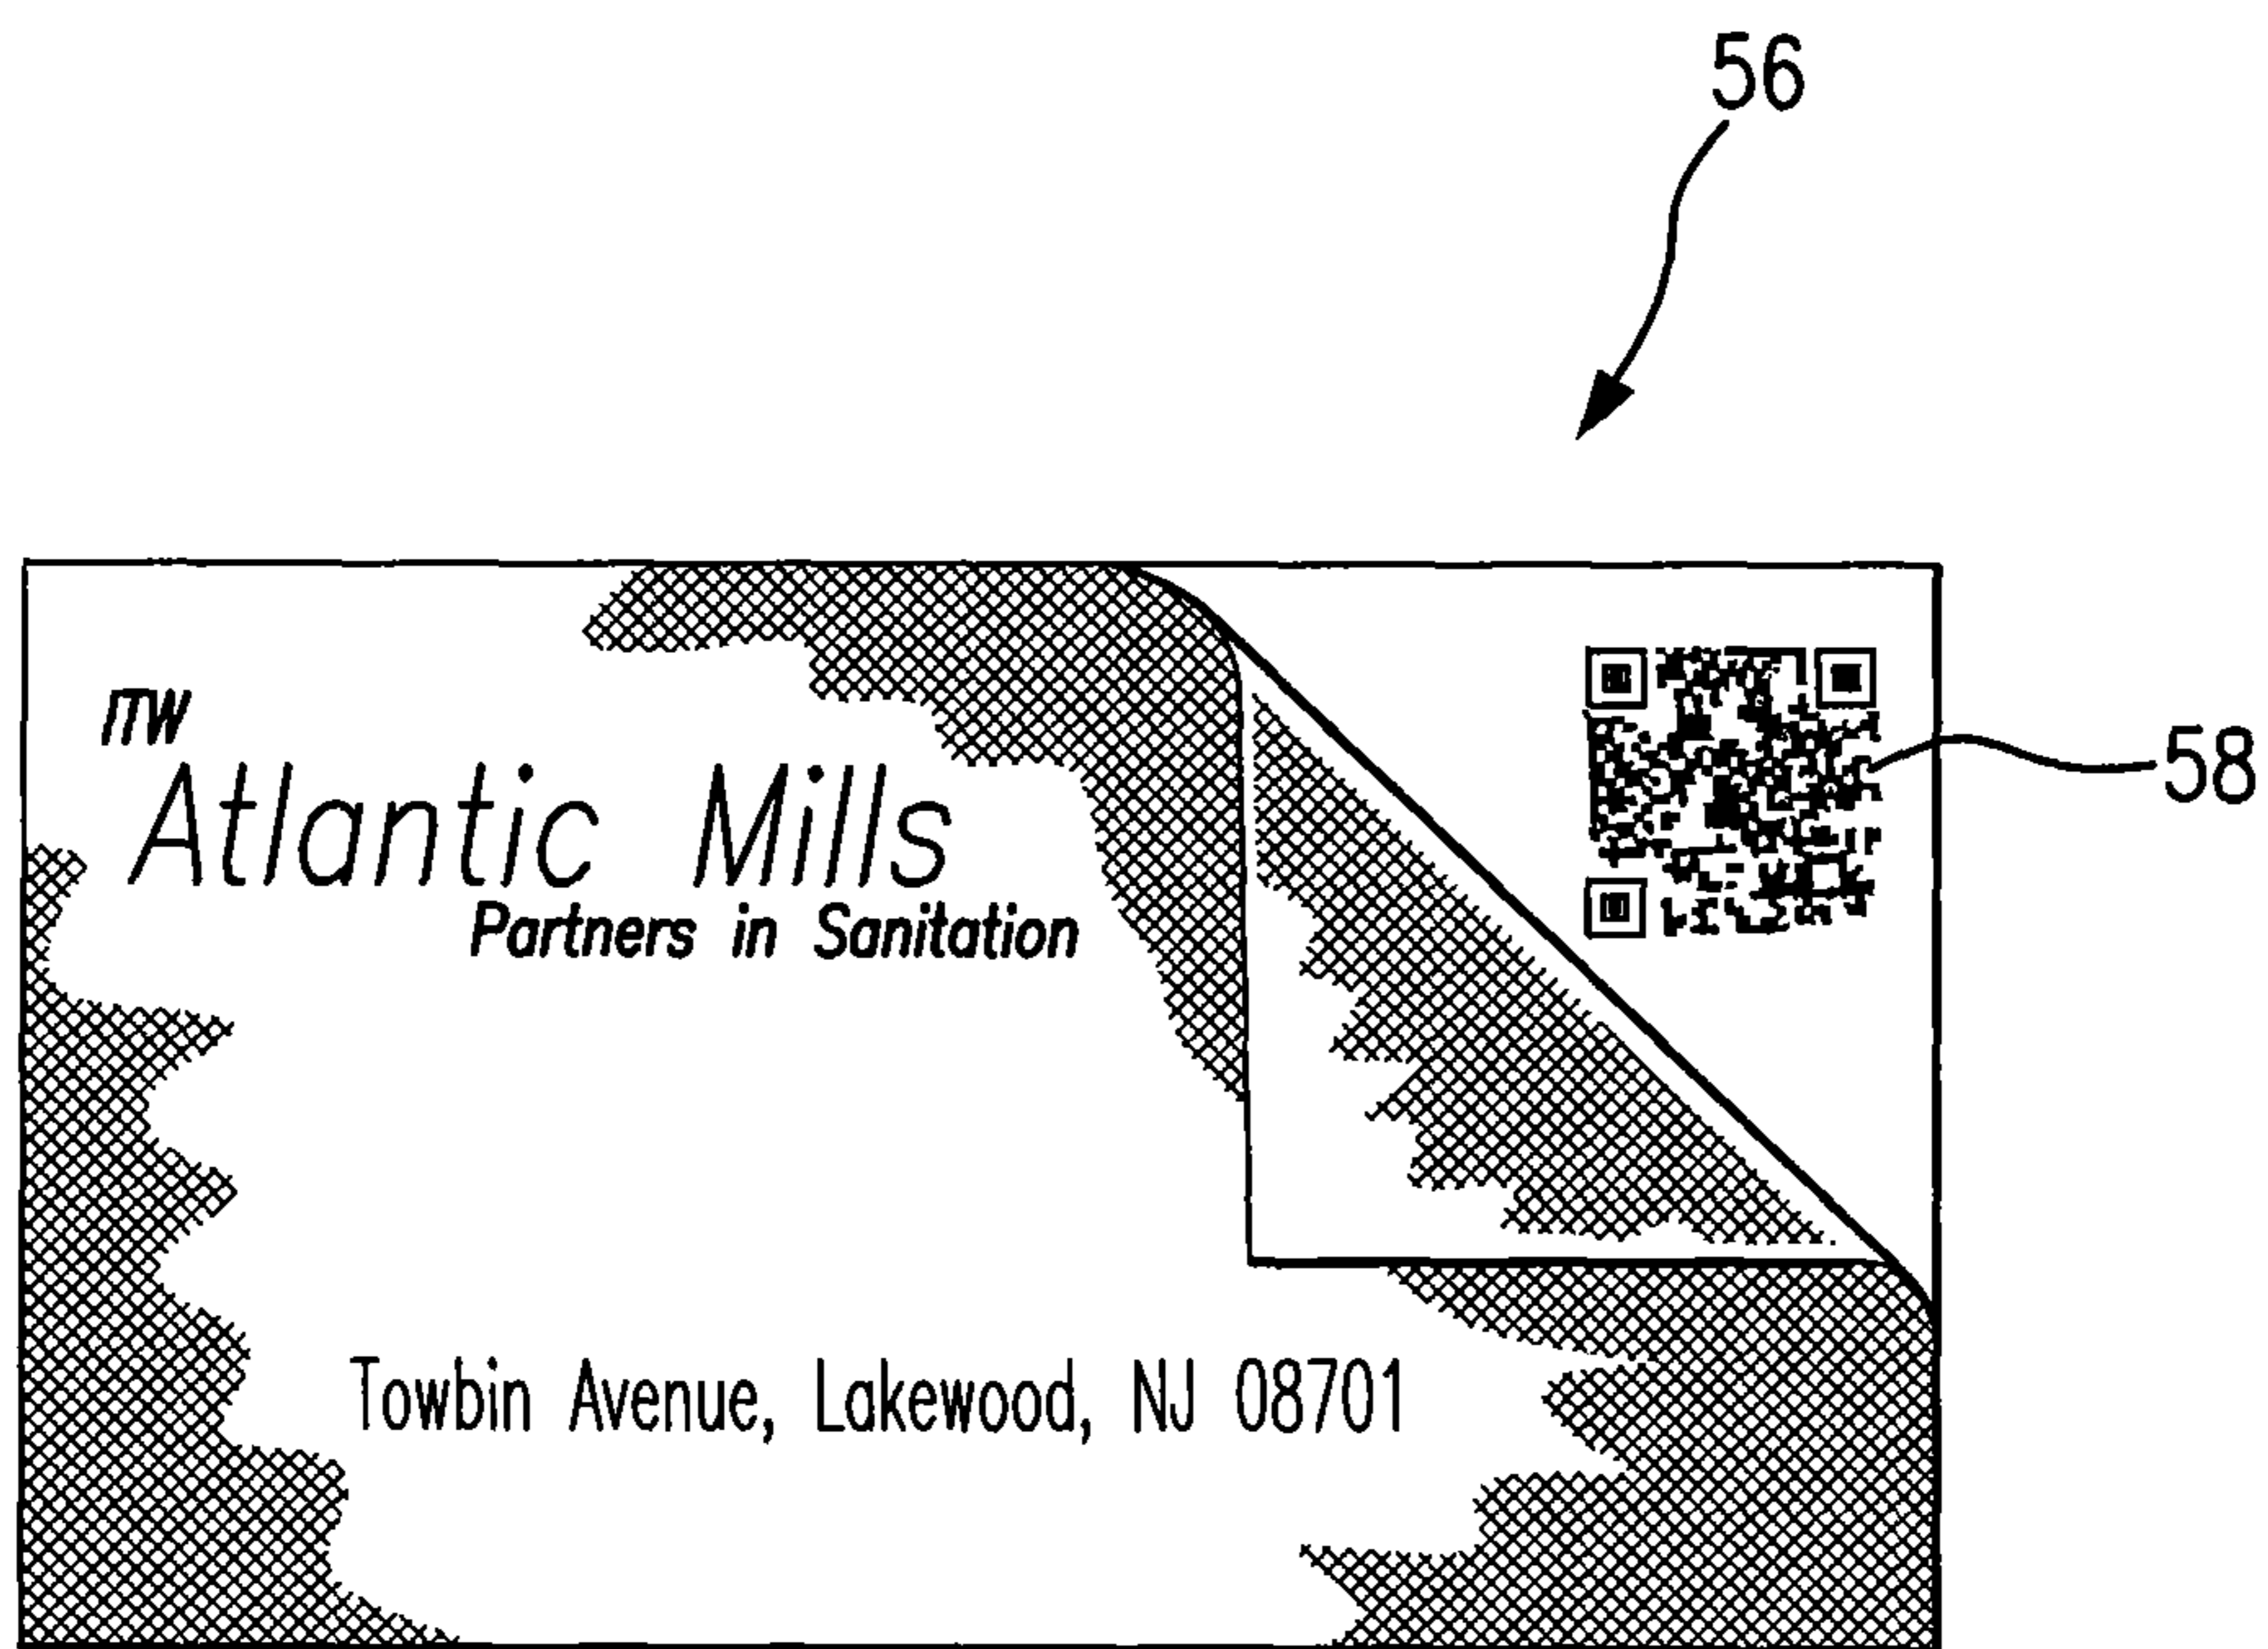 56
ITW
Atlantic Mills
Partners in Sanitation
58
Towbin Avenue, Lakewood, NJ 08701